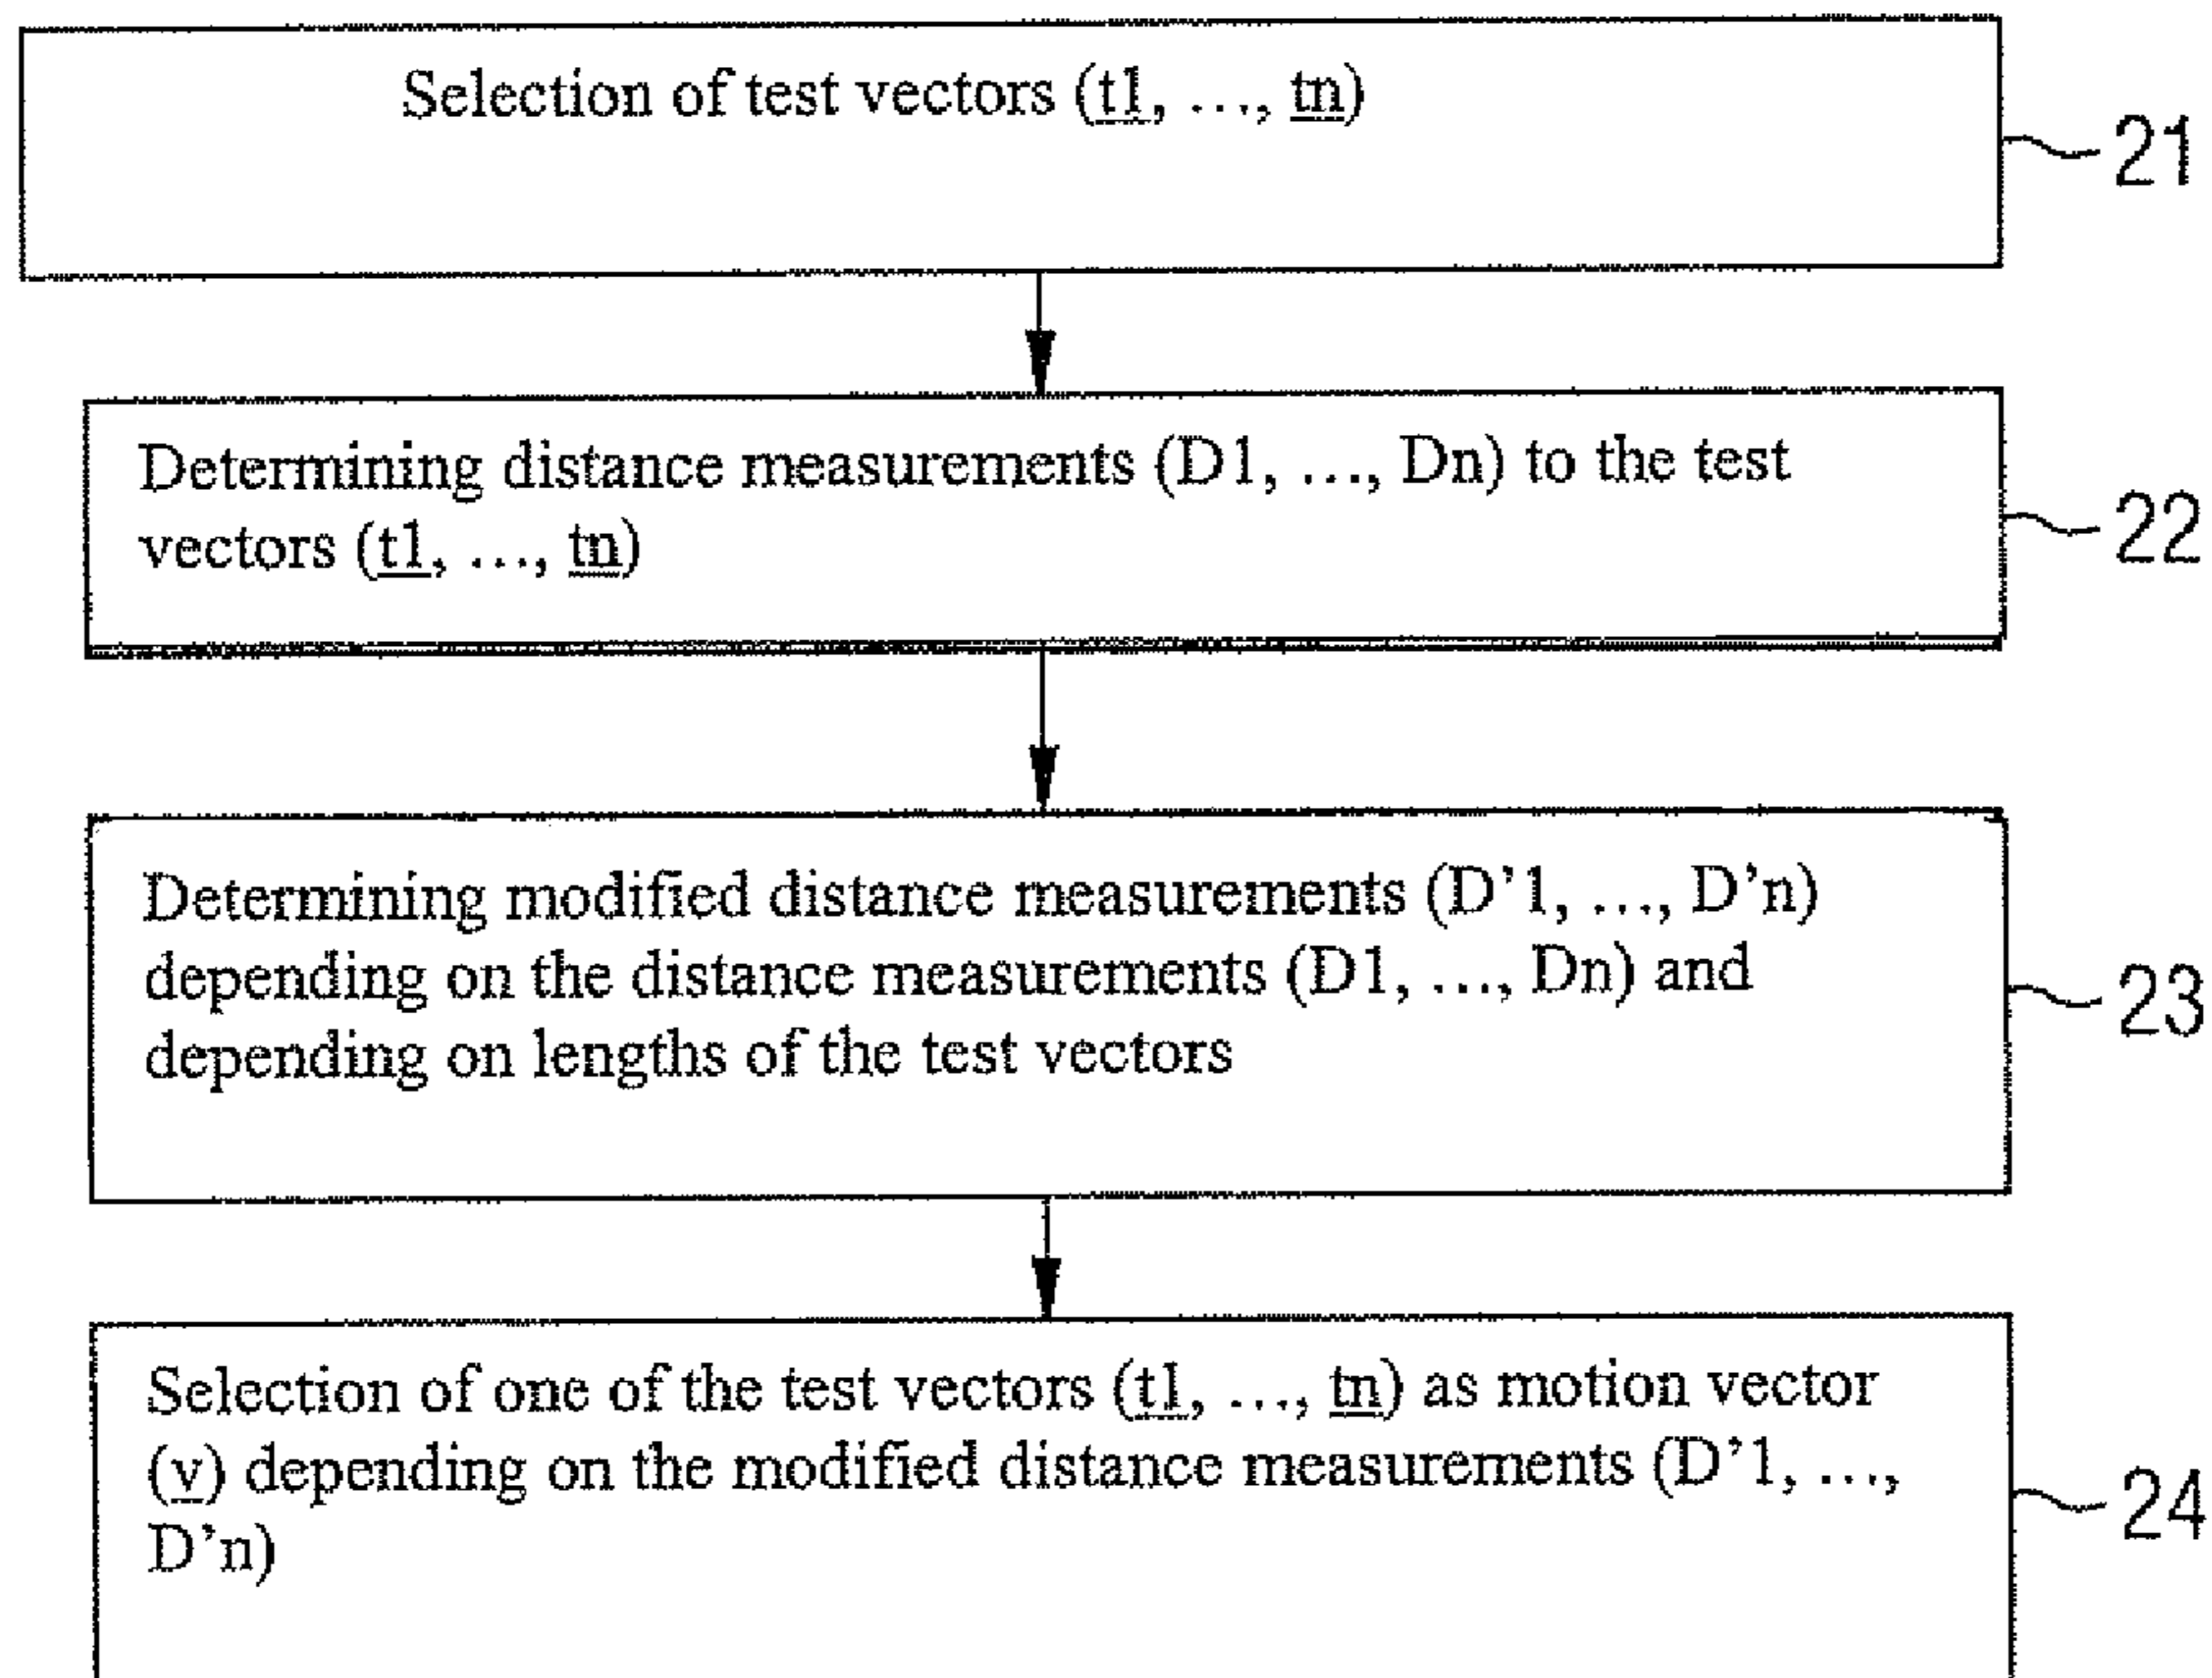 Selection of test vectors (t1, ..., tn)
21
Determining distance measurements (D1, ..., Dn) to the test
vectors (t1, ..., tn)
22
Determining modified distance measurements (D’1, ..., D’n)
depending on the distance measurements (D1, ..., Dn) and
depending on lengths of the test vectors
23
Selection of one of the test vectors (t1, ..., tn) as motion vector
(v) depending on the modified distance measurements (D’1, ...,
D’n)
24